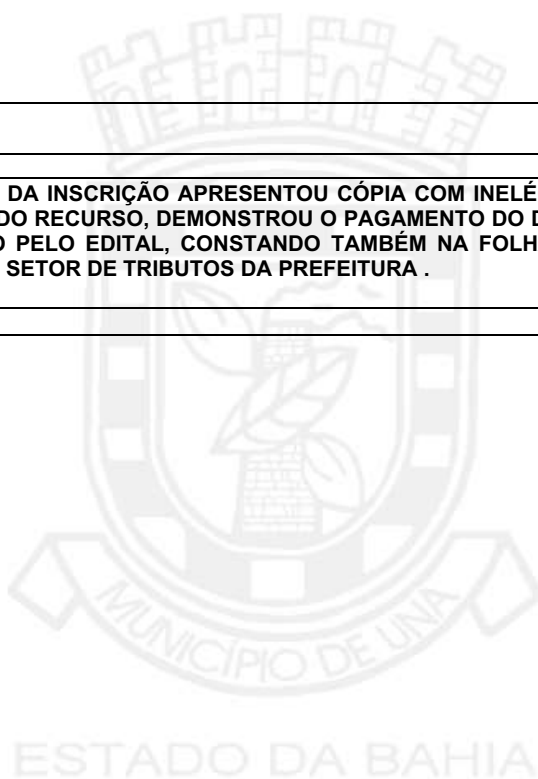 DA INSCRIÇÃO APRESENTOU CÓPIA COM INELÉ
DO RECURSO, DEMONSTROU O PAGAMENTO DO
PELO EDITAL, CONSTANDO TAMBÉM NA FOLH
SETOR DE TRIBUTOS DA PREFEITURA .
MUNICÍPIO DE UNA
ESTADO DA BAHIA